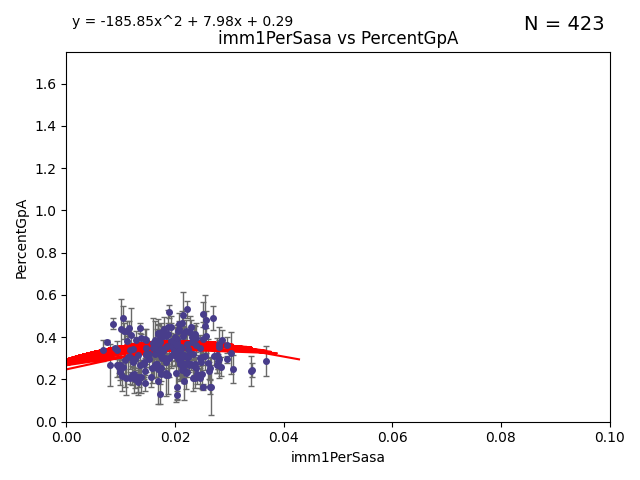 y = -185.85x^2 + 7.98x + 0.29
N = 423
imm1PerSasa vs PercentGpA
PercentGpA
1.6
1.4
1.2
1.0
0.8
0.6
0.4
0.2
0.0
0.00 0.02 0.04 0.06 0.08 0.10
imm1PerSasa